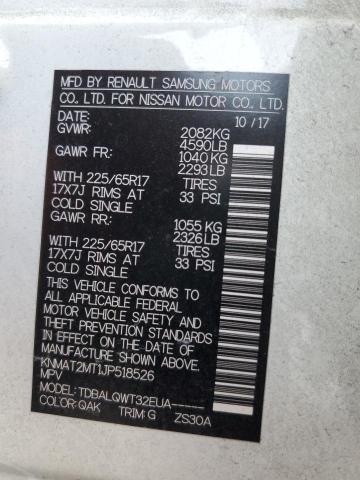 MFD BY RENAULT SAMSUNG MOTORS
CO., LTD. FOR NISSAN MOTOR CO., LTD.
DATE: 10/17
GVWR: 2082KG
4590LB
GAWR FR: 1040 KG
2293LB
WITH 225/65R17 TIRES
17X7J RIMS AT 33 PSI
COLD SINGLE
GAWR RR: 1055 KG
2326 LB
WITH 225/65R17 TIRES
17X7J RIMS AT 33 PSI
COLD SINGLE
THIS VEHICLE CONFORMS TO
ALL APPLICABLE FEDERAL
MOTOR VEHICLE SAFETY AND
THEFT PREVENTION STANDARDS
IN EFFECT ON THE DATE OF
MANUFACTURE SHOWN ABOVE.
KNMAT2MT1JP518526
MPV
MODEL: TDBALQWT32EUA-----
COLOR: QAK TRIM: G ZS30A